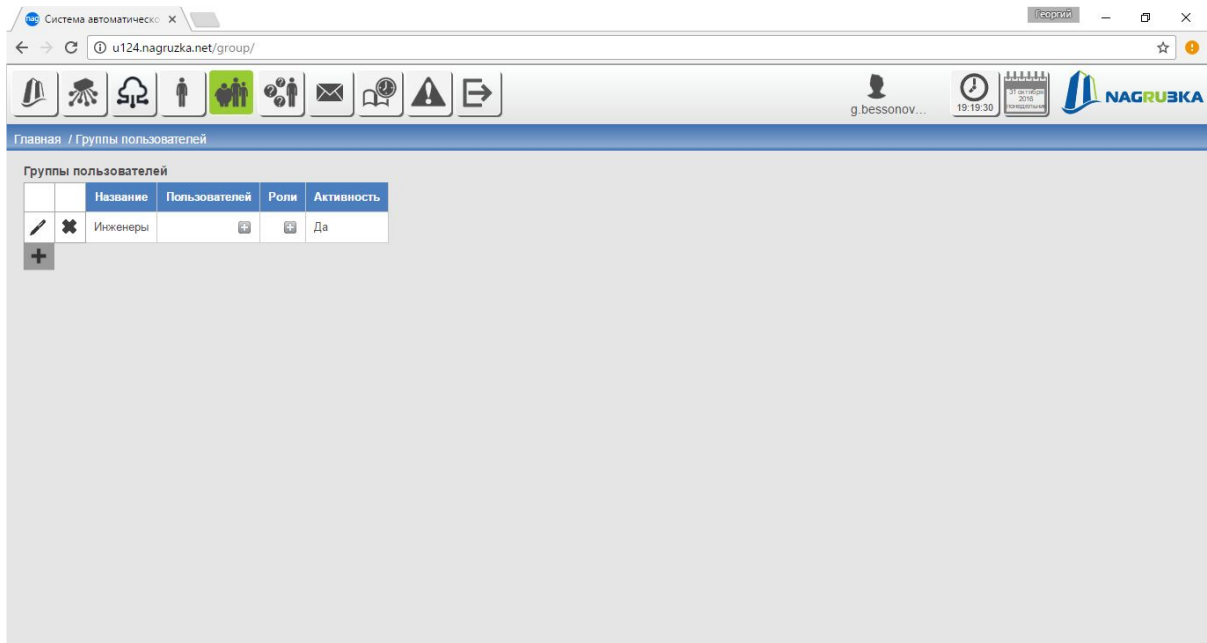 nag Система автоматическо
Георгий
u124.nagruzka.net/group/
g.bessonov...
19:19:30
31 октября
2016
понедельник
NAGRUЗKA
Главная / Группы пользователей
Группы пользователей
Название Пользователей Роли Активность
Инженеры Да